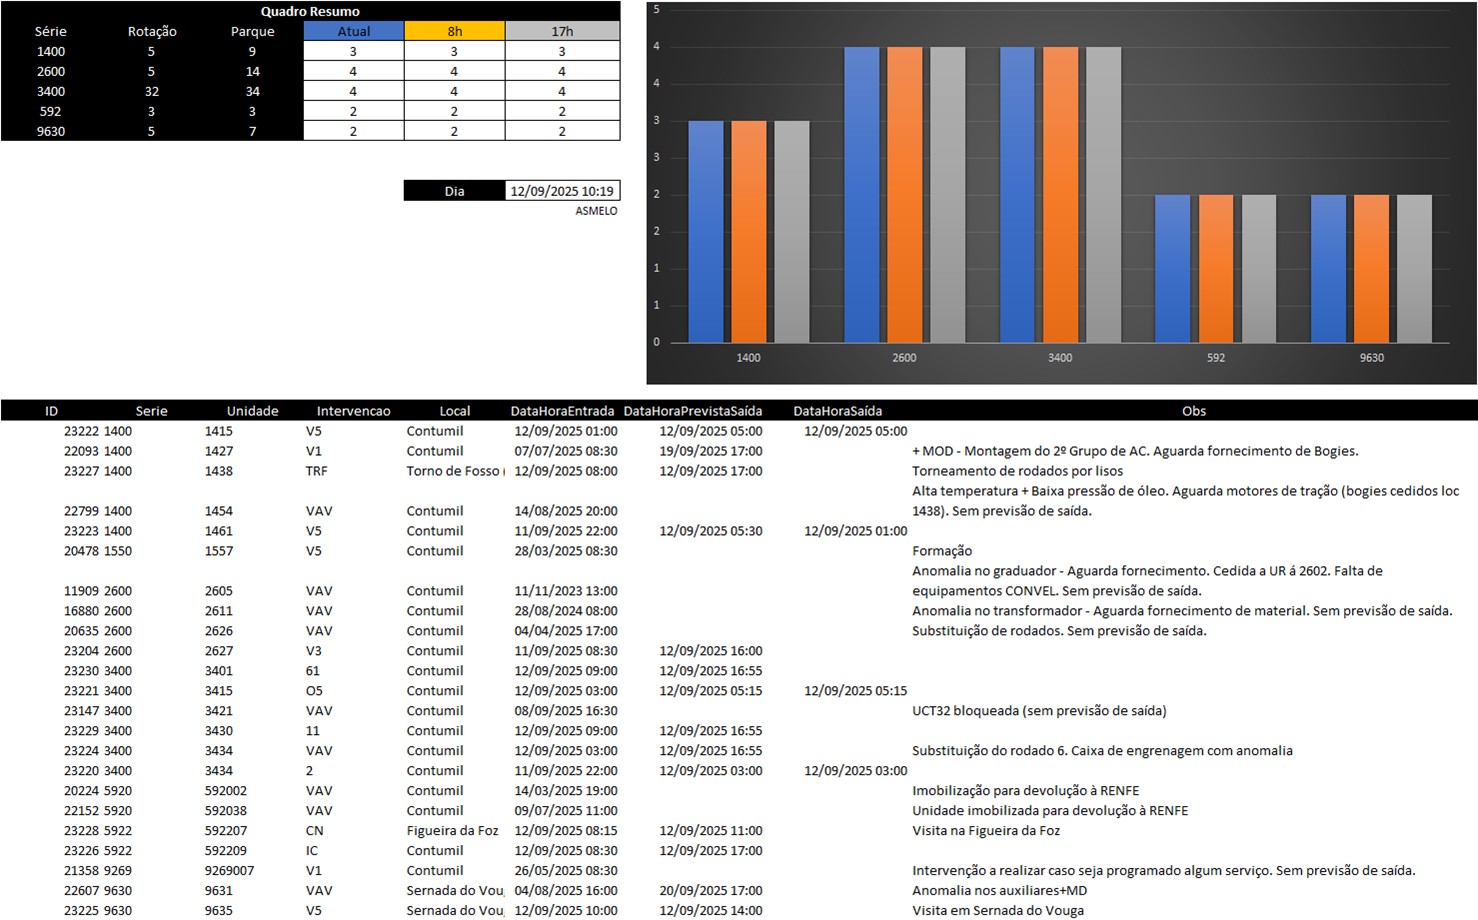 Quadro Resumo
Série Rotação Parque Atual 8h 17h
1400 5 9 3 3 3
2600 5 14 4 4 4
3400 32 34 4 4 4
592 3 3 2 2 2
9630 5 7 2 2 2
Dia 12/09/2025 10:19
ASMELO
5
4
4
3
3
2
2
1
1
0
1400 2600 3400 592 9630
ID Serie Unidade Intervencao Local DataHoraEntrada DataHoraPrevistaSaída DataHoraSaída Obs
23222 1400 1415 V5 Contumil 12/09/2025 01:00 12/09/2025 05:00 12/09/2025 05:00
22093 1400 1427 V1 Contumil 07/07/2025 08:30 19/09/2025 17:00 + MOD - Montagem do 2º Grupo de AC. Aguarda fornecimento de Bogies.
23227 1400 1438 TRF Torno de Fosso ( 12/09/2025 08:00 12/09/2025 17:00 Torneamento de rodados por lisos
Alta temperatura + Baixa pressão de óleo. Aguarda motores de tração (bogies cedidos loc
22799 1400 1454 VAV Contumil 14/08/2025 20:00 1438). Sem previsão de saída.
23223 1400 1461 V5 Contumil 11/09/2025 22:00 12/09/2025 05:30 12/09/2025 01:00
20478 1550 1557 V5 Contumil 28/03/2025 08:30 Formação
Anomalia no graduador - Aguarda fornecimento. Cedida a UR á 2602. Falta de
11909 2600 2605 VAV Contumil 11/11/2023 13:00 equipamentos CONVEL. Sem previsão de saída.
16880 2600 2611 VAV Contumil 28/08/2024 08:00 Anomalia no transformador - Aguarda fornecimento de material. Sem previsão de saída.
20635 2600 2626 VAV Contumil 04/04/2025 17:00 Substituição de rodados. Sem previsão de saída.
23204 2600 2627 V3 Contumil 11/09/2025 08:30 12/09/2025 16:00
23230 3400 3401 61 Contumil 12/09/2025 09:00 12/09/2025 16:55
23221 3400 3415 O5 Contumil 12/09/2025 03:00 12/09/2025 05:15 12/09/2025 05:15
23147 3400 3421 VAV Contumil 08/09/2025 16:30 UCT32 bloqueada (sem previsão de saída)
23229 3400 3430 11 Contumil 12/09/2025 09:00 12/09/2025 16:55
23224 3400 3434 VAV Contumil 12/09/2025 03:00 12/09/2025 16:55 Substituição do rodado 6. Caixa de engrenagem com anomalia
23220 3400 3434 2 Contumil 11/09/2025 22:00 12/09/2025 03:00 12/09/2025 03:00
20224 5920 592002 VAV Contumil 14/03/2025 19:00 Imobilização para devolução à RENFE
22152 5920 592038 VAV Contumil 09/07/2025 11:00 Unidade imobilizada para devolução à RENFE
23228 5922 592207 CN Figueira da Foz 12/09/2025 08:15 12/09/2025 11:00 Visita na Figueira da Foz
23226 5922 592209 IC Contumil 12/09/2025 08:30 12/09/2025 17:00
21358 9269 9269007 V1 Contumil 26/05/2025 08:30 Intervenção a realizar caso seja programado algum serviço. Sem previsão de saída.
22607 9630 9631 VAV Sernada do Voug 04/08/2025 16:00 20/09/2025 17:00 Anomalia nos auxiliares+MD
23225 9630 9635 V5 Sernada do Voug 12/09/2025 10:00 12/09/2025 14:00 Visita em Sernada do Vouga